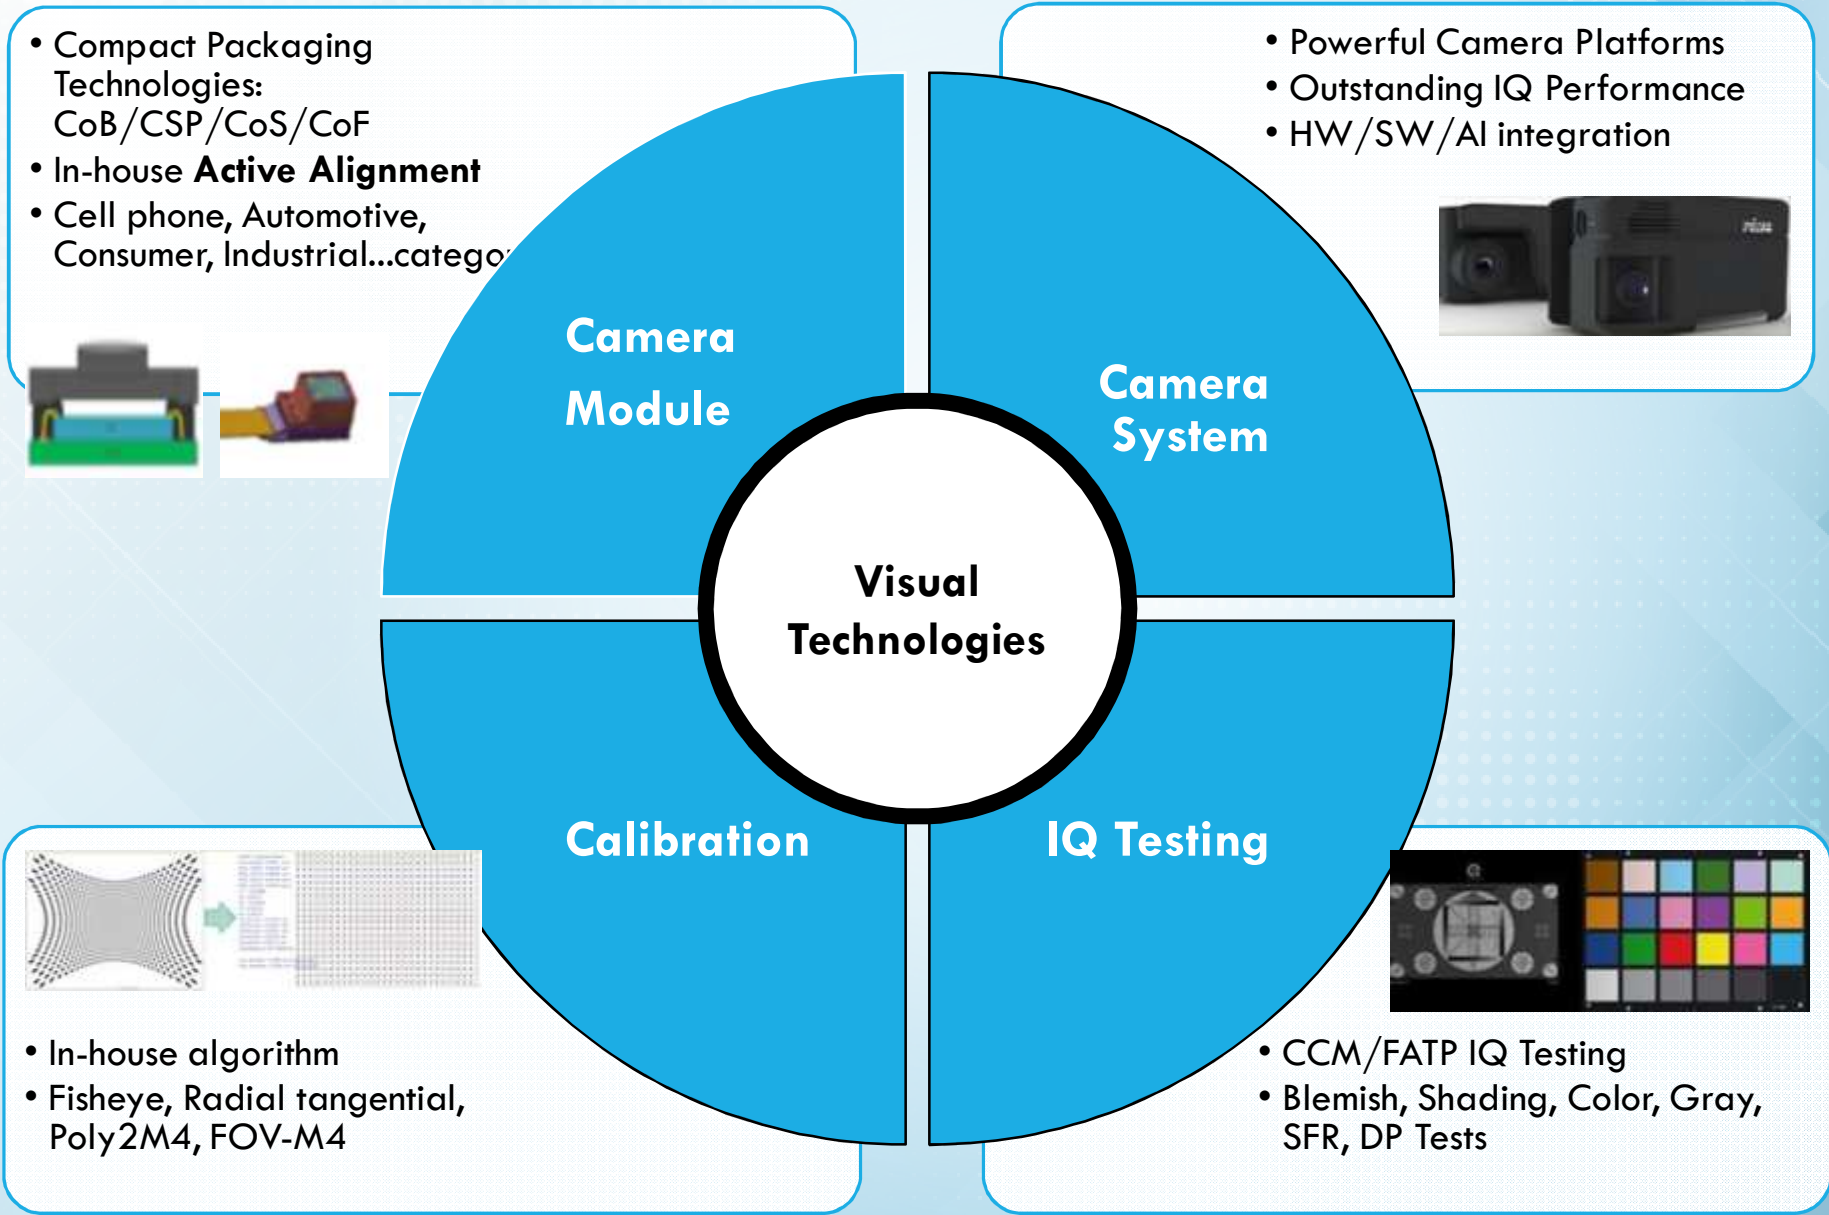 • Compact Packaging
Technologies:
CoB/CSP/CoS/CoF
• In-house Active Alignment
• Cell phone, Automotive,
Consumer, Industrial...catego
• Powerful Camera Platforms
• Outstanding IQ Performance
• HW/SW/AI integration
Camera
Module
Camera
System
Visual
Technologies
Calibration
IQ Testing
• In-house algorithm
• Fisheye, Radial tangential,
Poly2M4, FOV-M4
• CCM/FATP IQ Testing
• Blemish, Shading, Color, Gray,
SFR, DP Tests